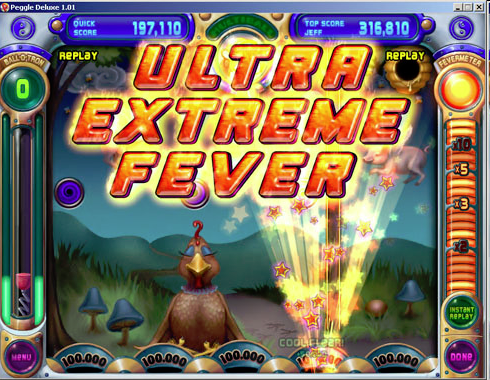 Peggle Deluxe 1.01
QUICK SCORE 197,110
TOP SCORE JEFF 316,810
BALL-O-TRON
FEVERMETER
REPLAY
REPLAY
0
ULTRA
EXTREME
FEVER
x10
x5
x3
x2
INSTANT REPLAY
MENU
100,000
100,000
100,000
100,000
DONE